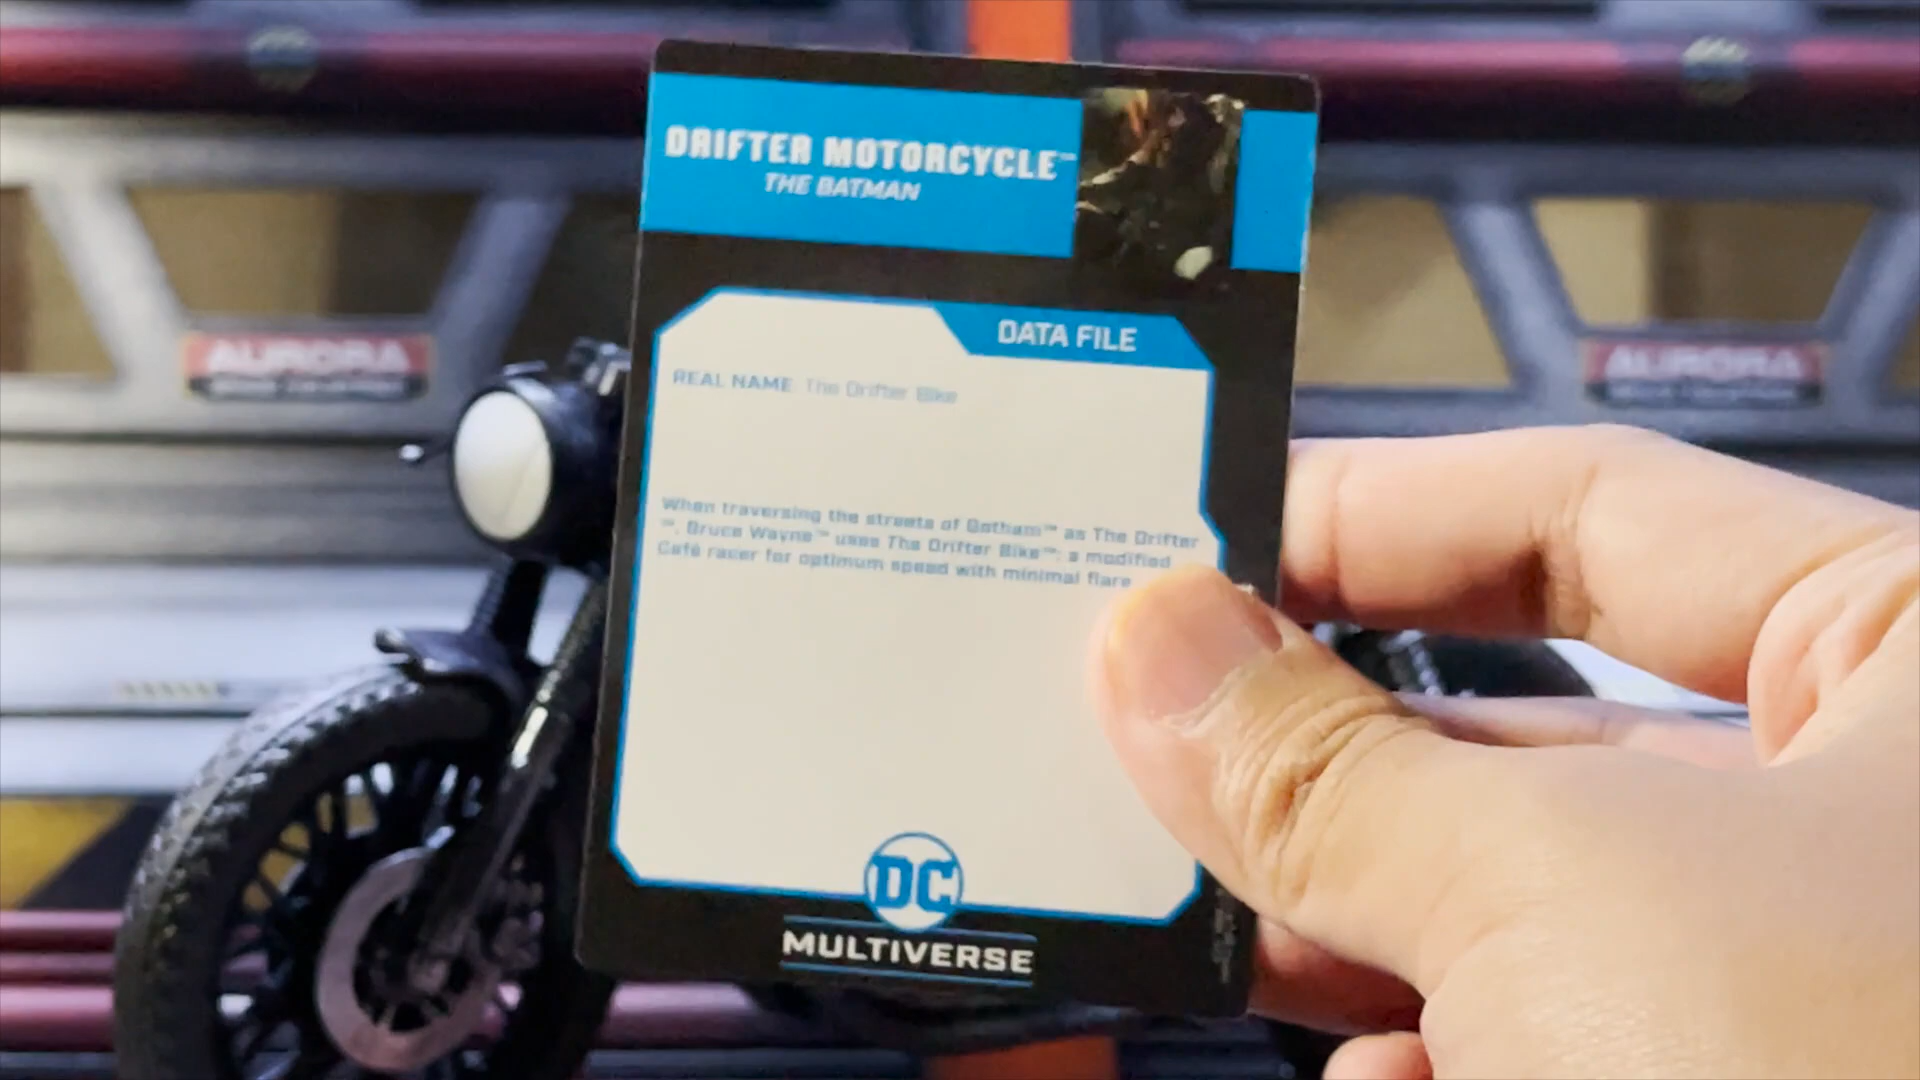 DRIFTER MOTORCYCLE™
THE BATMAN
DATA FILE
REAL NAME The Drifter Bike
When traversing the streets of Gotham™ as The Drifter
™, Bruce Wayne™ uses The Drifter Bike™: a modified
Café racer for optimum speed with minimal flare
DC
MULTIVERSE
AURORA
AURORA